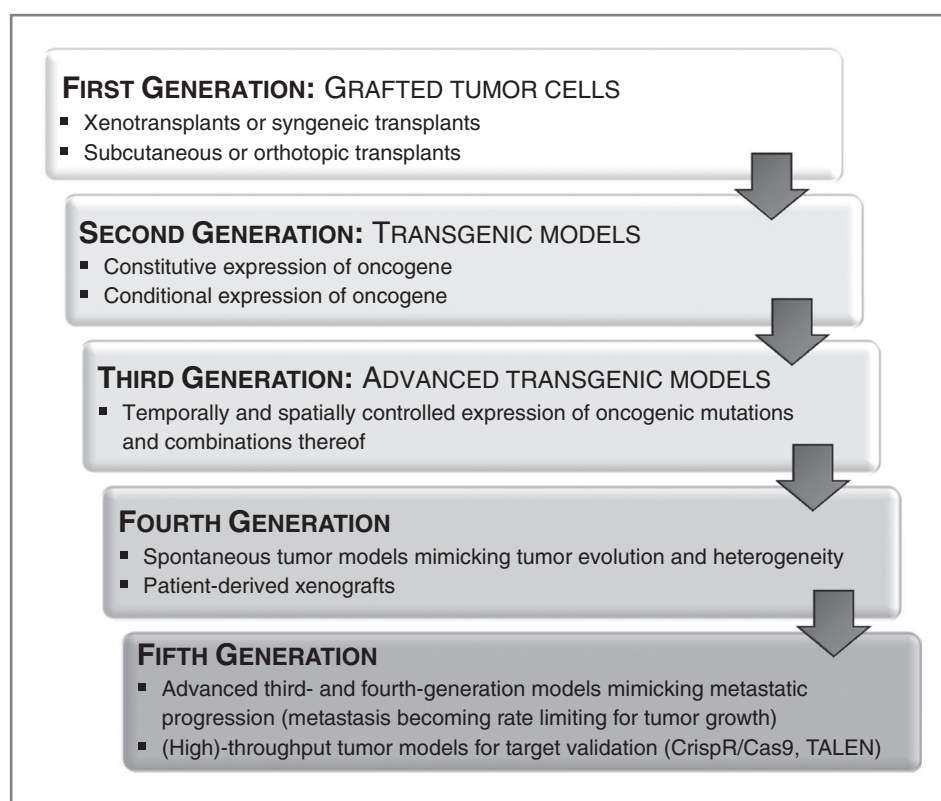 FIRST GENERATION: GRAFTED TUMOR CELLS
▪ Xenotransplants or syngeneic transplants
▪ Subcutaneous or orthotopic transplants
SECOND GENERATION: TRANSGENIC MODELS
▪ Constitutive expression of oncogene
▪ Conditional expression of oncogene
THIRD GENERATION: ADVANCED TRANSGENIC MODELS
▪ Temporally and spatially controlled expression of oncogenic mutations
and combinations thereof
FOURTH GENERATION
▪ Spontaneous tumor models mimicking tumor evolution and heterogeneity
▪ Patient-derived xenografts
FIFTH GENERATION
▪ Advanced third- and fourth-generation models mimicking metastatic
progression (metastasis becoming rate limiting for tumor growth)
▪ (High)-throughput tumor models for target validation (CrispR/Cas9, TALEN)